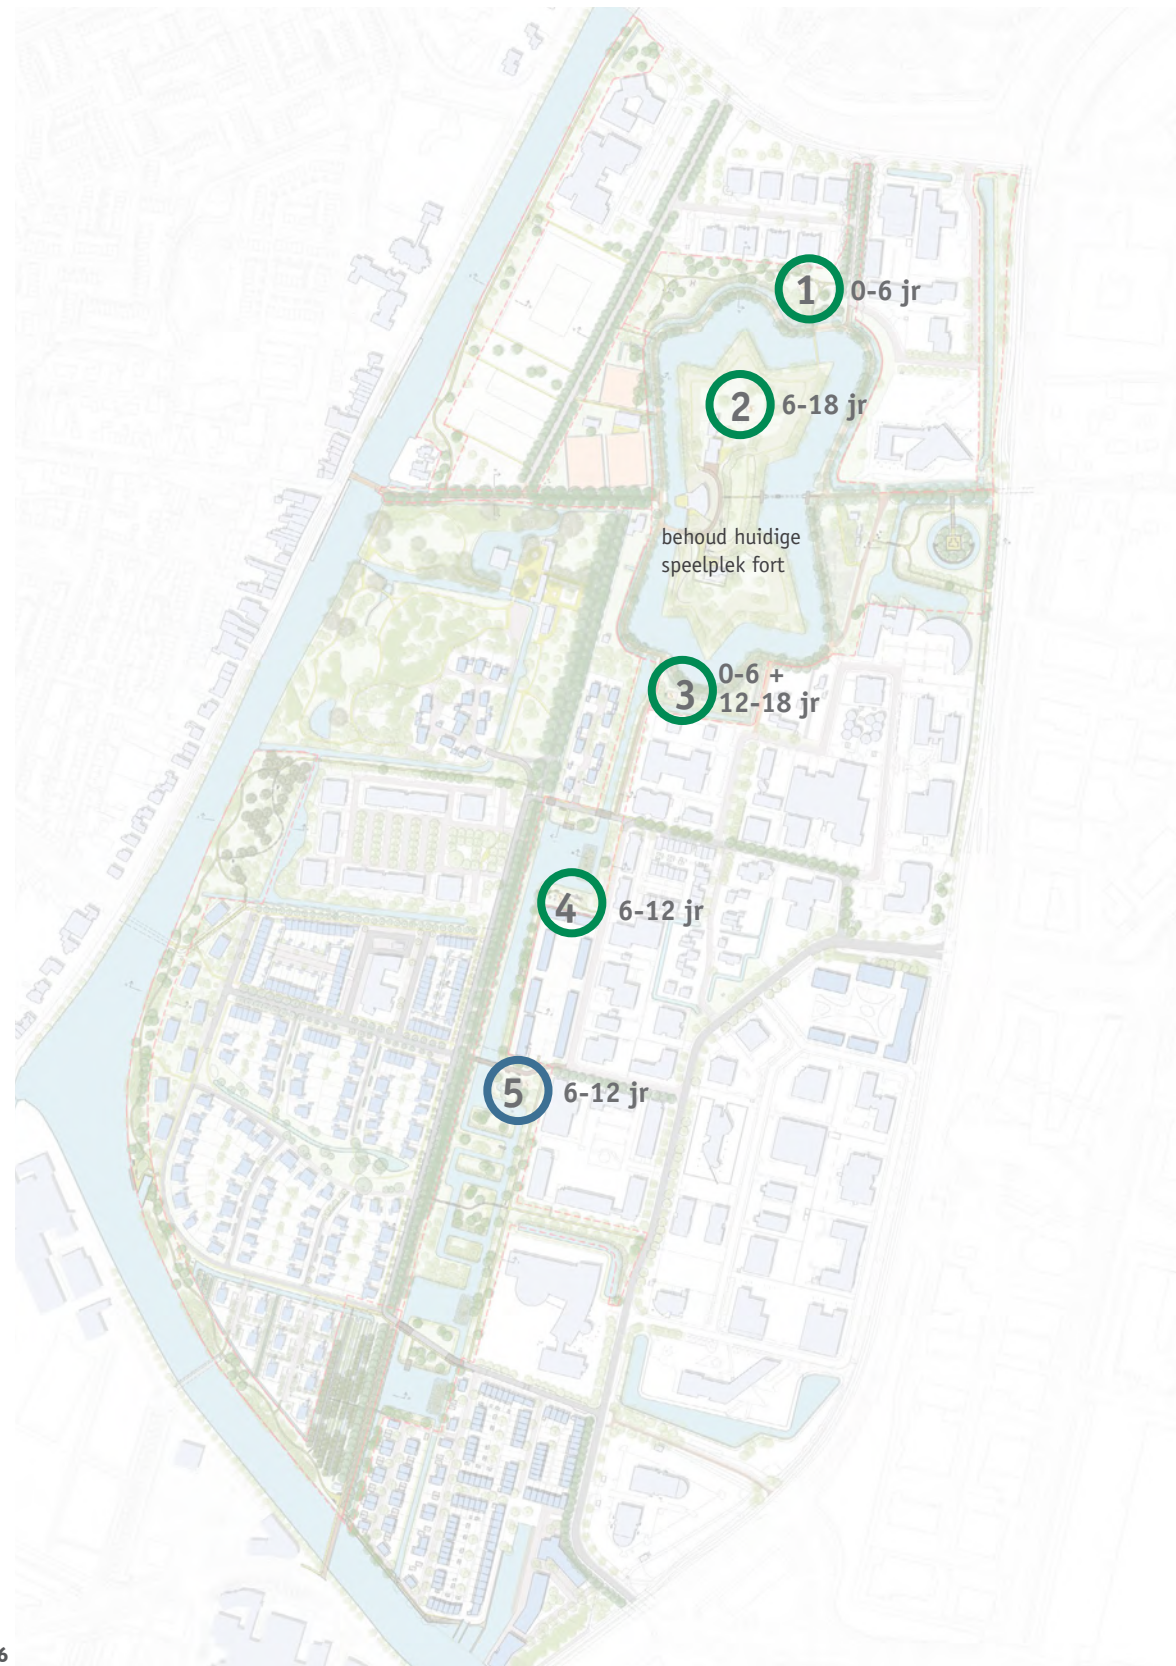 1 0-6 jr
2 6-18 jr
behoud huidige
speelplek fort
3 0-6 +
12-18 jr
4 6-12 jr
5 6-12 jr
6